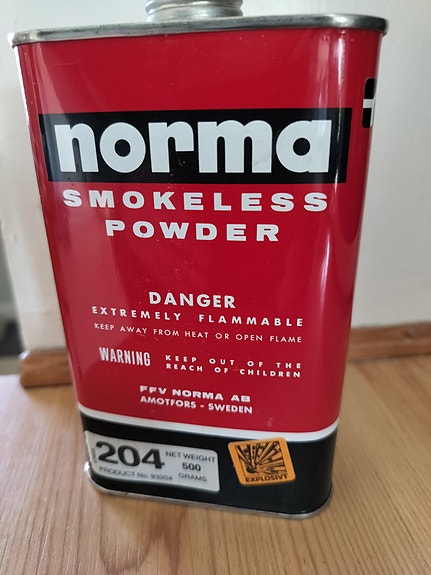 norma
SMOKELESS
POWDER
DANGER
EXTREMELY FLAMMABLE
KEEP AWAY FROM HEAT OR OPEN FLAME
WARNING KEEP OUT OF THE
REACH OF CHILDREN
FFV NORMA AB
AMOTFORS - SWEDEN
204 NET WEIGHT
500
GRAMS
PRODUCT No 93204
EXPLOSIVT